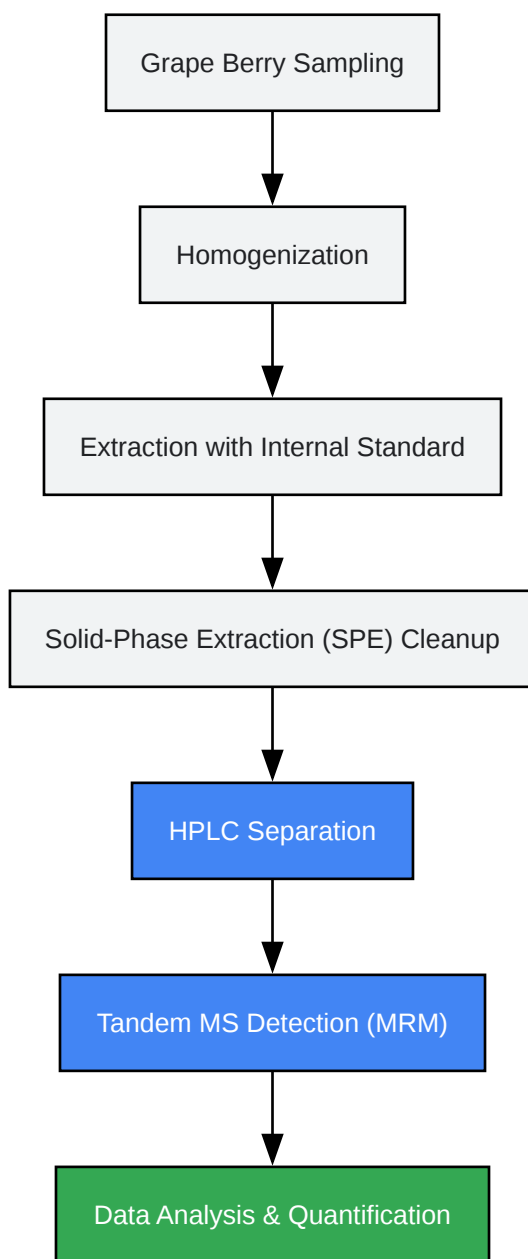 Grape Berry Sampling
Homogenization
Extraction with Internal Standard
Solid-Phase Extraction (SPE) Cleanup
HPLC Separation
Tandem MS Detection (MRM)
Data Analysis & Quantification